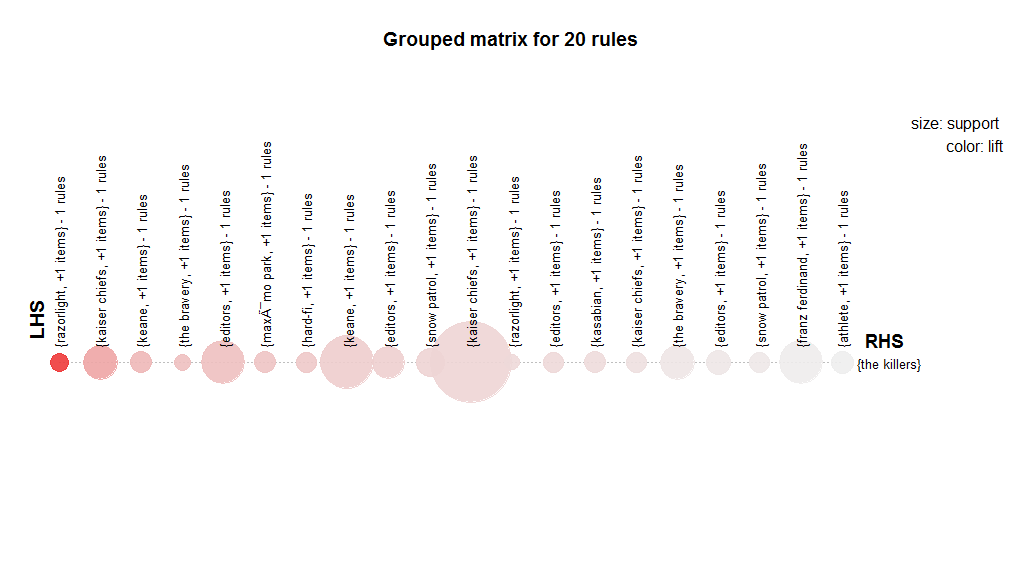 Grouped matrix for 20 rules
size: support
color: lift
LHS
{razorlight, +1 items} - 1 rules
{kaiser chiefs, +1 items} - 1 rules
{keane, +1 items} - 1 rules
{the bravery, +1 items} - 1 rules
{editors, +1 items} - 1 rules
{maxÃ¯mo park, +1 items} - 1 rules
{hard-fi, +1 items} - 1 rules
{keane, +1 items} - 1 rules
{editors, +1 items} - 1 rules
{snow patrol, +1 items} - 1 rules
{kaiser chiefs, +1 items} - 1 rules
{razorlight, +1 items} - 1 rules
{editors, +1 items} - 1 rules
{kasabian, +1 items} - 1 rules
{kaiser chiefs, +1 items} - 1 rules
{the bravery, +1 items} - 1 rules
{editors, +1 items} - 1 rules
{snow patrol, +1 items} - 1 rules
{franz ferdinand, +1 items} - 1 rules
{athlete, +1 items} - 1 rules
RHS
{the killers}